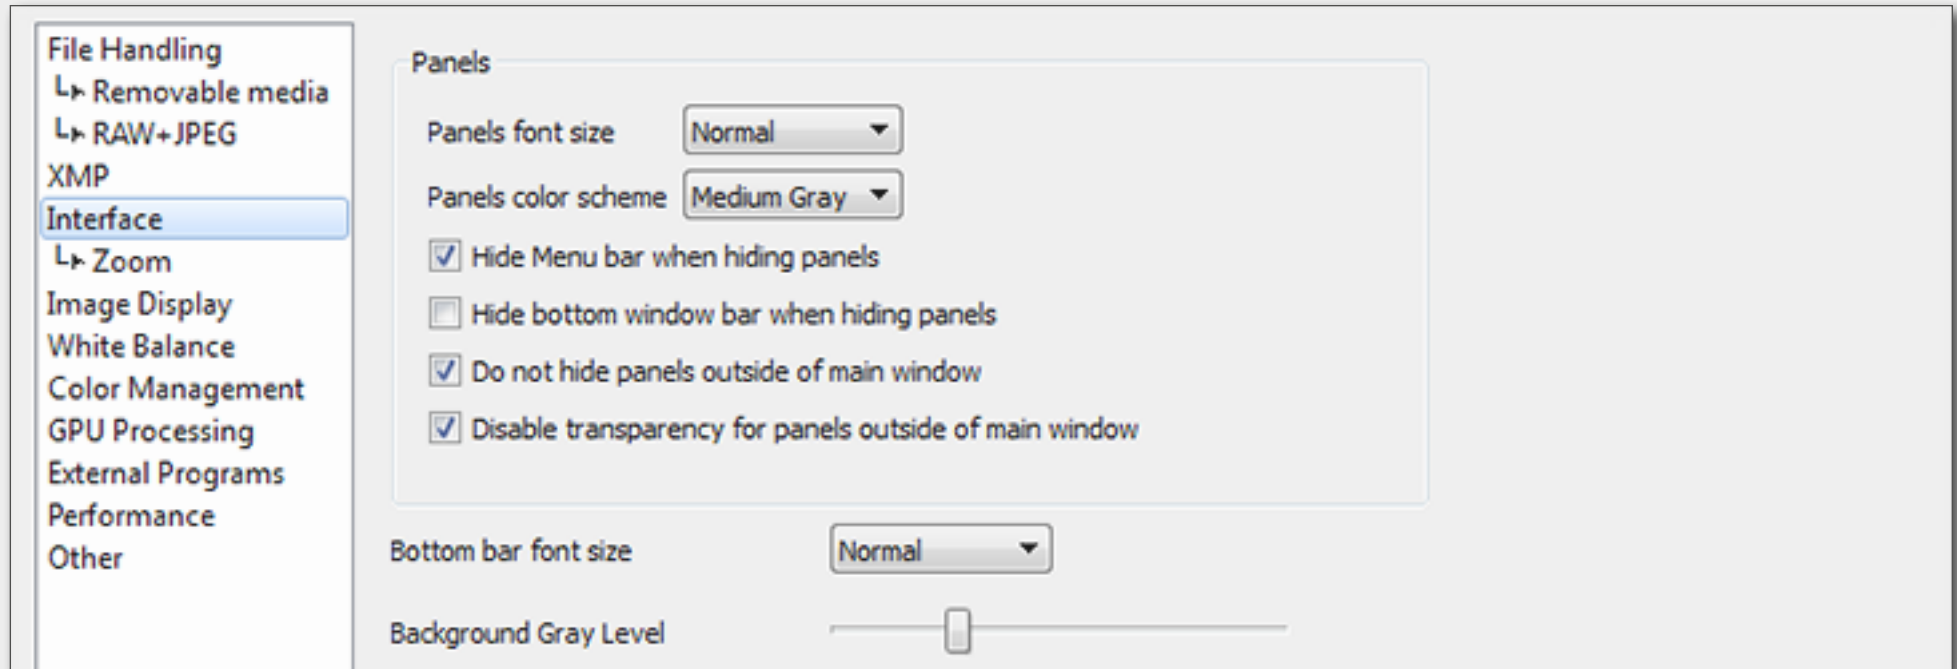 File Handling
Removable media
RAW+JPEG
XMP
Interface
Zoom
Image Display
White Balance
Color Management
GPU Processing
External Programs
Performance
Other
Panels
Panels font size Normal
Panels color scheme Medium Gray
Hide Menu bar when hiding panels
Hide bottom window bar when hiding panels
Do not hide panels outside of main window
Disable transparency for panels outside of main window
Bottom bar font size Normal
Background Gray Level